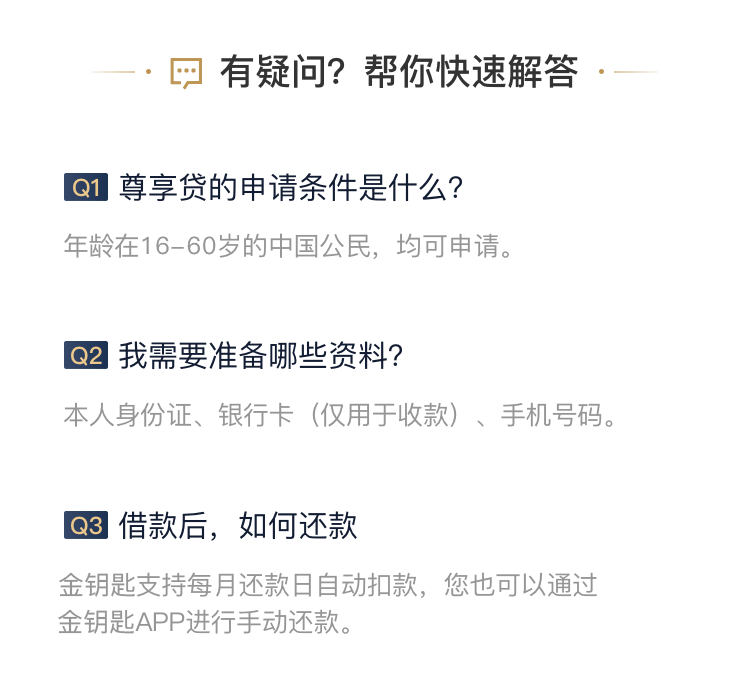 有疑问？帮你快速解答
Q1 尊享贷的申请条件是什么？
年龄在16-60岁的中国公民，均可申请。
Q2 我需要准备哪些资料？
本人身份证、银行卡（仅用于收款）、手机号码。
Q3 借款后，如何还款
金钥匙支持每月还款日自动扣款，您也可以通过
金钥匙APP进行手动还款。